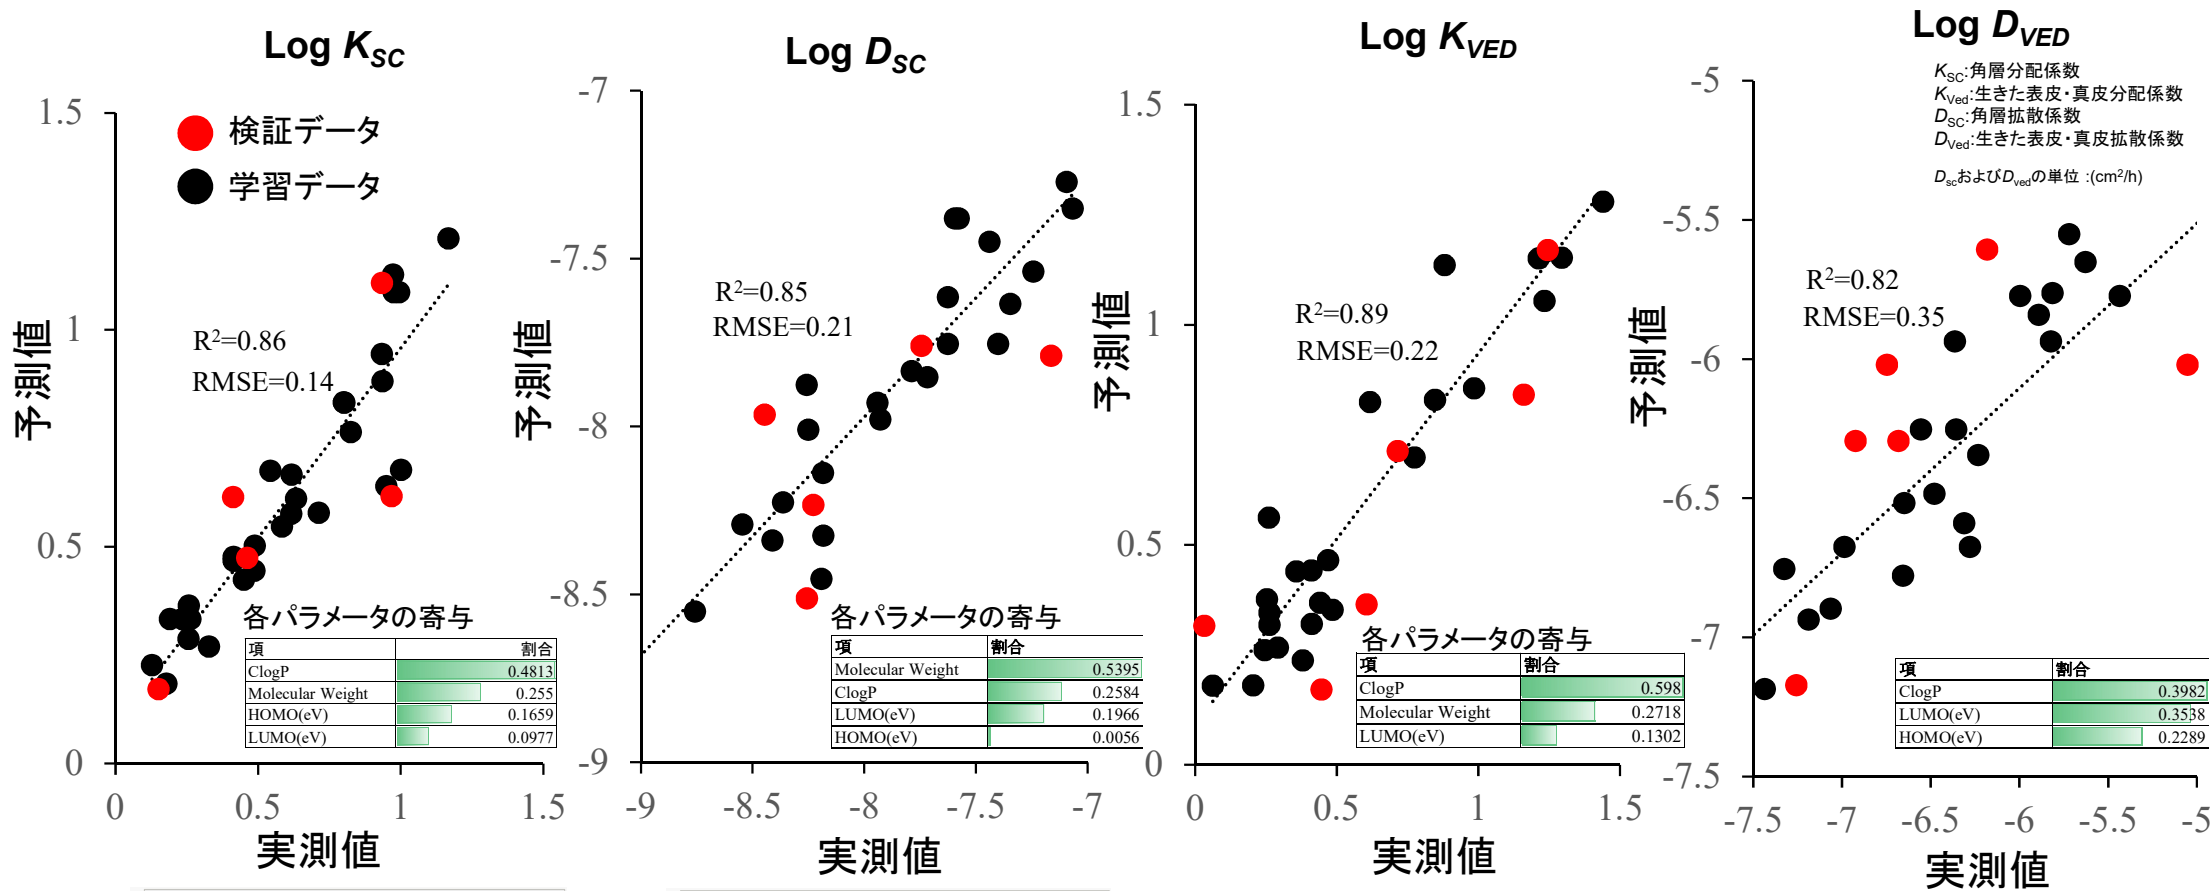 Log K_SC
検証データ
学習データ
1.5
1
0.5
0
予測値
R²=0.86
RMSE=0.14
各パラメータの寄与
項 割合
ClogP 0.4813
Molecular Weight 0.255
HOMO(eV) 0.1659
LUMO(eV) 0.0977
0 0.5 1 1.5
実測値
Log D_SC
-7
-7.5
-8
-8.5
-9
予測値
R²=0.85
RMSE=0.21
各パラメータの寄与
項 割合
Molecular Weight 0.5395
ClogP 0.2584
LUMO(eV) 0.1966
HOMO(eV) 0.0056
-9 -8.5 -8 -7.5 -7
実測値
Log K_VED
1.5
1
0.5
0
予測値
R²=0.89
RMSE=0.22
各パラメータの寄与
項 割合
ClogP 0.598
Molecular Weight 0.2718
LUMO(eV) 0.1302
0 0.5 1 1.5
実測値
Log D_VED
K_SC:角層分配係数
K_Ved:生きた表皮・真皮分配係数
D_SC:角層拡散係数
D_Ved:生きた表皮・真皮拡散係数
D_scおよびD_vedの単位 :(cm²/h)
-5
-5.5
-6
-6.5
-7
-7.5
予測値
R²=0.82
RMSE=0.35
項 割合
ClogP 0.3982
LUMO(eV) 0.3538
HOMO(eV) 0.2289
-7.5 -7 -6.5 -6 -5.5 -5
実測値